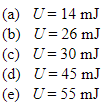 (a) U = 14 mJ
(b) U = 26 mJ
(c) U = 30 mJ
(d) U = 45 mJ
(e) U = 55 mJ